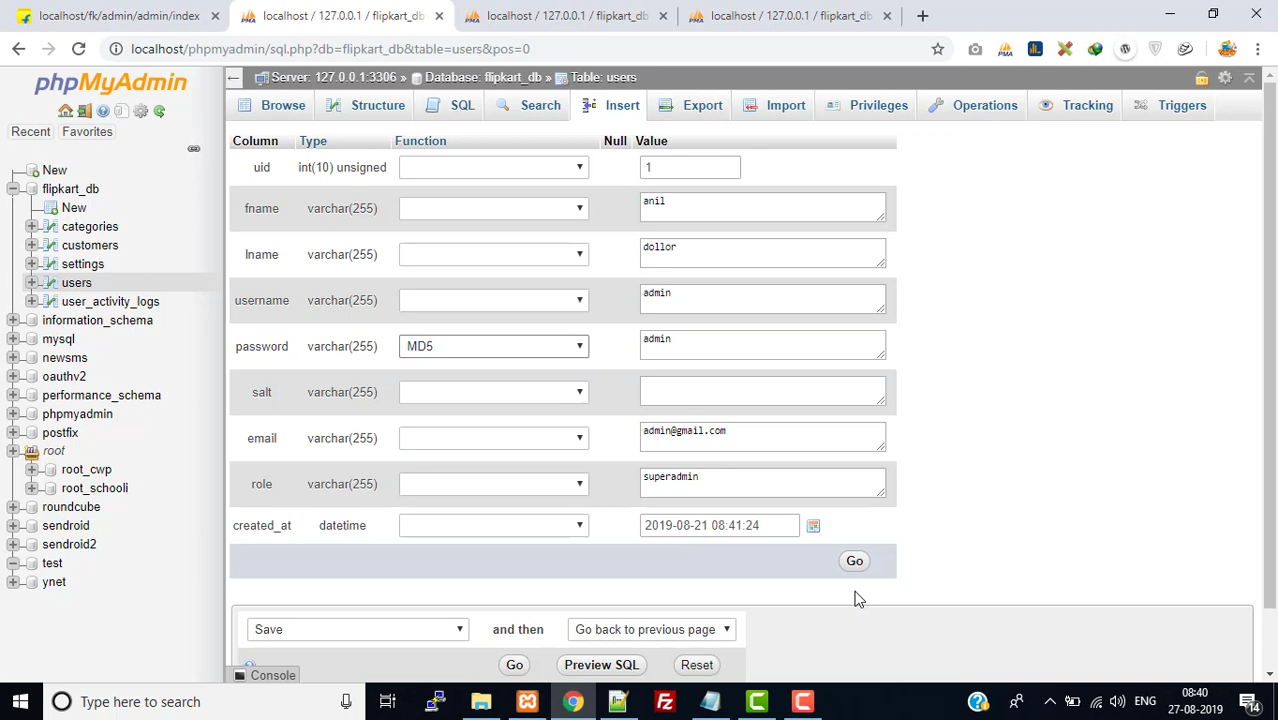 localhost/fk/admin/admin/index
localhost / 127.0.0.1 / flipkart_db
localhost / 127.0.0.1 / flipkart_db
localhost / 127.0.0.1 / flipkart_db
localhost/phpmyadmin/sql.php?db=flipkart_db&table=users&pos=0
phpMyAdmin
Recent Favorites
New
flipkart_db
New
categories
customers
settings
users
user_activity_logs
information_schema
mysql
newsms
oauthv2
performance_schema
phpmyadmin
postfix
root
root_cwp
root_schooli
roundcube
sendroid
sendroid2
test
ynet
Server: 127.0.0.1:3306 » Database: flipkart_db » Table: users
Browse Structure SQL Search Insert Export Import Privileges Operations Tracking Triggers
Column Type Function Null Value
uid int(10) unsigned 1
fname varchar(255) anil
lname varchar(255) dollor
username varchar(255) admin
password varchar(255) MD5 admin
salt varchar(255)
email varchar(255) admin@gmail.com
role varchar(255) superadmin
created_at datetime 2019-08-21 08:41:24
Go
Save and then Go back to previous page
Go Preview SQL Reset
Console
Type here to search
ENG
08:40
27-08-2019
14